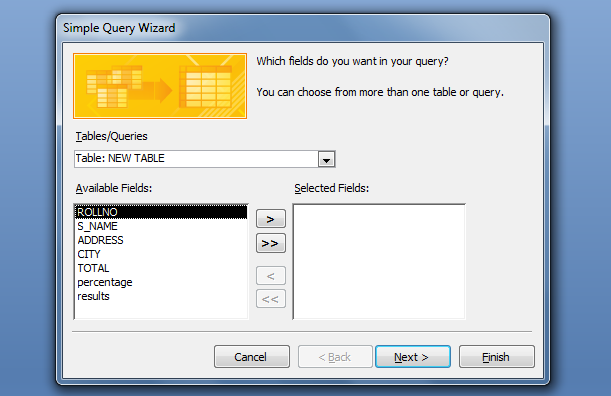 Simple Query Wizard
Which fields do you want in your query?
You can choose from more than one table or query.
Tables/Queries
Table: NEW TABLE
Available Fields:
Selected Fields:
ROLLNO
S_NAME
ADDRESS
CITY
TOTAL
percentage
results
>
>>
<
<<
Cancel
< Back
Next >
Finish